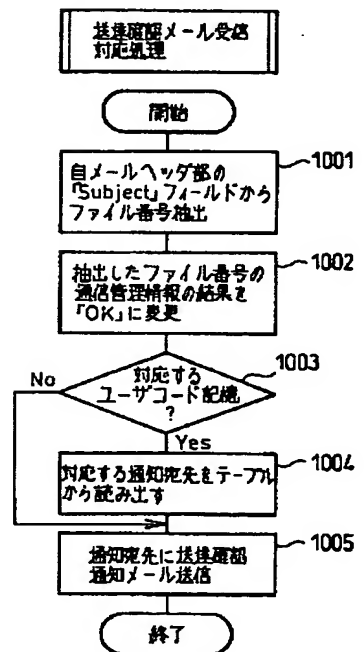 送達確認メール受信
対応処理
開始
自メールヘッダ部の
「Subject」フィールドから
ファイル番号抽出
1001
抽出したファイル番号の
通信管理情報の結果を
「OK」に変更
1002
対応する
ユーザコード記憶
?
1003
No
Yes
対応する通知宛先をテーブル
から読み出す
1004
通知宛先に送達確認
通知メール送信
1005
終了